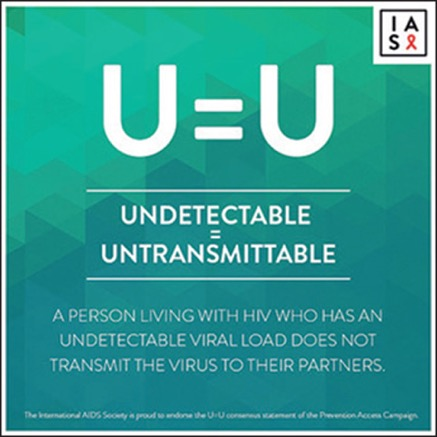 IAS
U=U
UNDETECTABLE
=
UNTRANSMITTABLE
A PERSON LIVING WITH HIV WHO HAS AN
UNDETECTABLE VIRAL LOAD DOES NOT
TRANSMIT THE VIRUS TO THEIR PARTNERS.
The International AIDS Society is proud to endorse the U=U consensus statement of the Prevention Access Campaign.